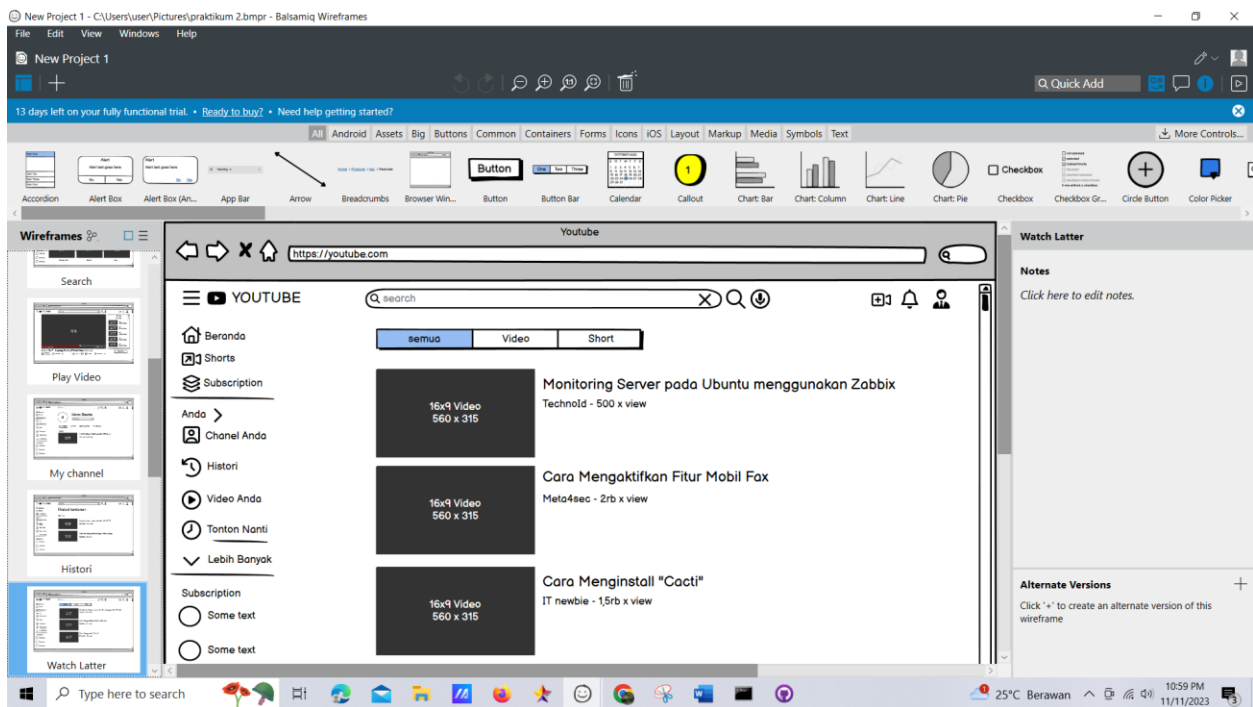 New Project 1 - C:\Users\user\Pictures\praktikum 2.bmpr - Balsamiq Wireframes
File Edit View Windows Help
New Project 1
Quick Add
13 days left on your fully functional trial. • Ready to buy? • Need help getting started?
All Android Assets Big Buttons Common Containers Forms Icons iOS Layout Markup Media Symbols Text
More Controls...
Button
One Two Three
1
Checkbox
Accordion Alert Box Alert Box (An... App Bar Arrow Breadcrumbs Browser Win... Button Button Bar Calendar Callout Chart: Bar Chart: Column Chart: Line Chart: Pie Checkbox Checkbox Gr... Circle Button Color Picker
Wireframes
Search
Play Video
My channel
Histori
Watch Latter
Youtube
https://youtube.com
YOUTUBE
search
Beranda
Shorts
Subscription
Anda
Chanel Anda
Histori
Video Anda
Tonton Nanti
Lebih Banyak
Subscription
Some text
Some text
semua Video Short
16x9 Video
560 x 315
Monitoring Server pada Ubuntu menggunakan Zabbix
TechnoId - 500 x view
16x9 Video
560 x 315
Cara Mengaktifkan Fitur Mobil Fax
Meta4sec - 2rb x view
16x9 Video
560 x 315
Cara Menginstall "Cacti"
IT newbie - 1,5rb x view
Watch Latter
Notes
Click here to edit notes.
Alternate Versions
Click '+' to create an alternate version of this
wireframe
Type here to search
25°C Berawan
10:59 PM
11/11/2023